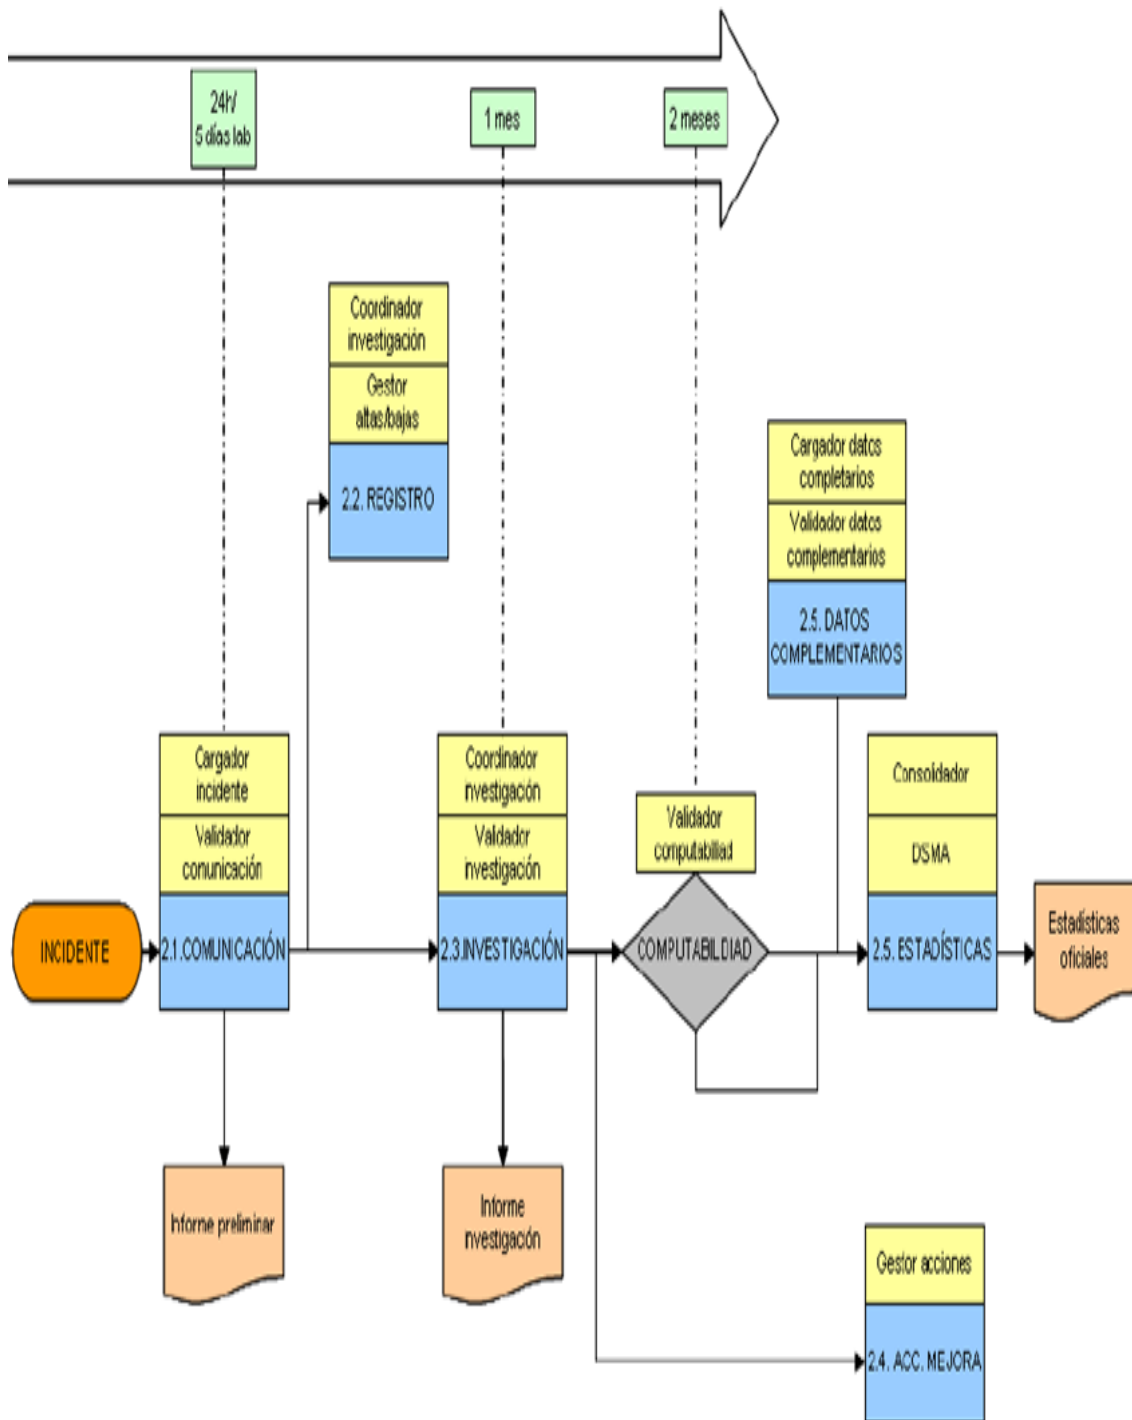 24h/
5 días lab
1 mes
2 meses
Coordinador
investigación
Gestor
altas/bajas
2.2. REGISTRO
Cargador datos
completarios
Validador datos
complementarios
2.5. DATOS
COMPLEMENTARIOS
Cargador
incidente
Validador
comunicación
2.1.COMUNICACIÓN
Coordinador
investigación
Validador
investigación
2.3.INVESTIGACIÓN
Validador
computabiliad
COMPUTABILDIAD
Consolidador
DSMA
2.5. ESTADÍSTICAS
INCIDENTE
Estadísticas
oficiales
Informe preliminar
Informe
investigación
Gestor acciones
2.4. ACC. MEJORA